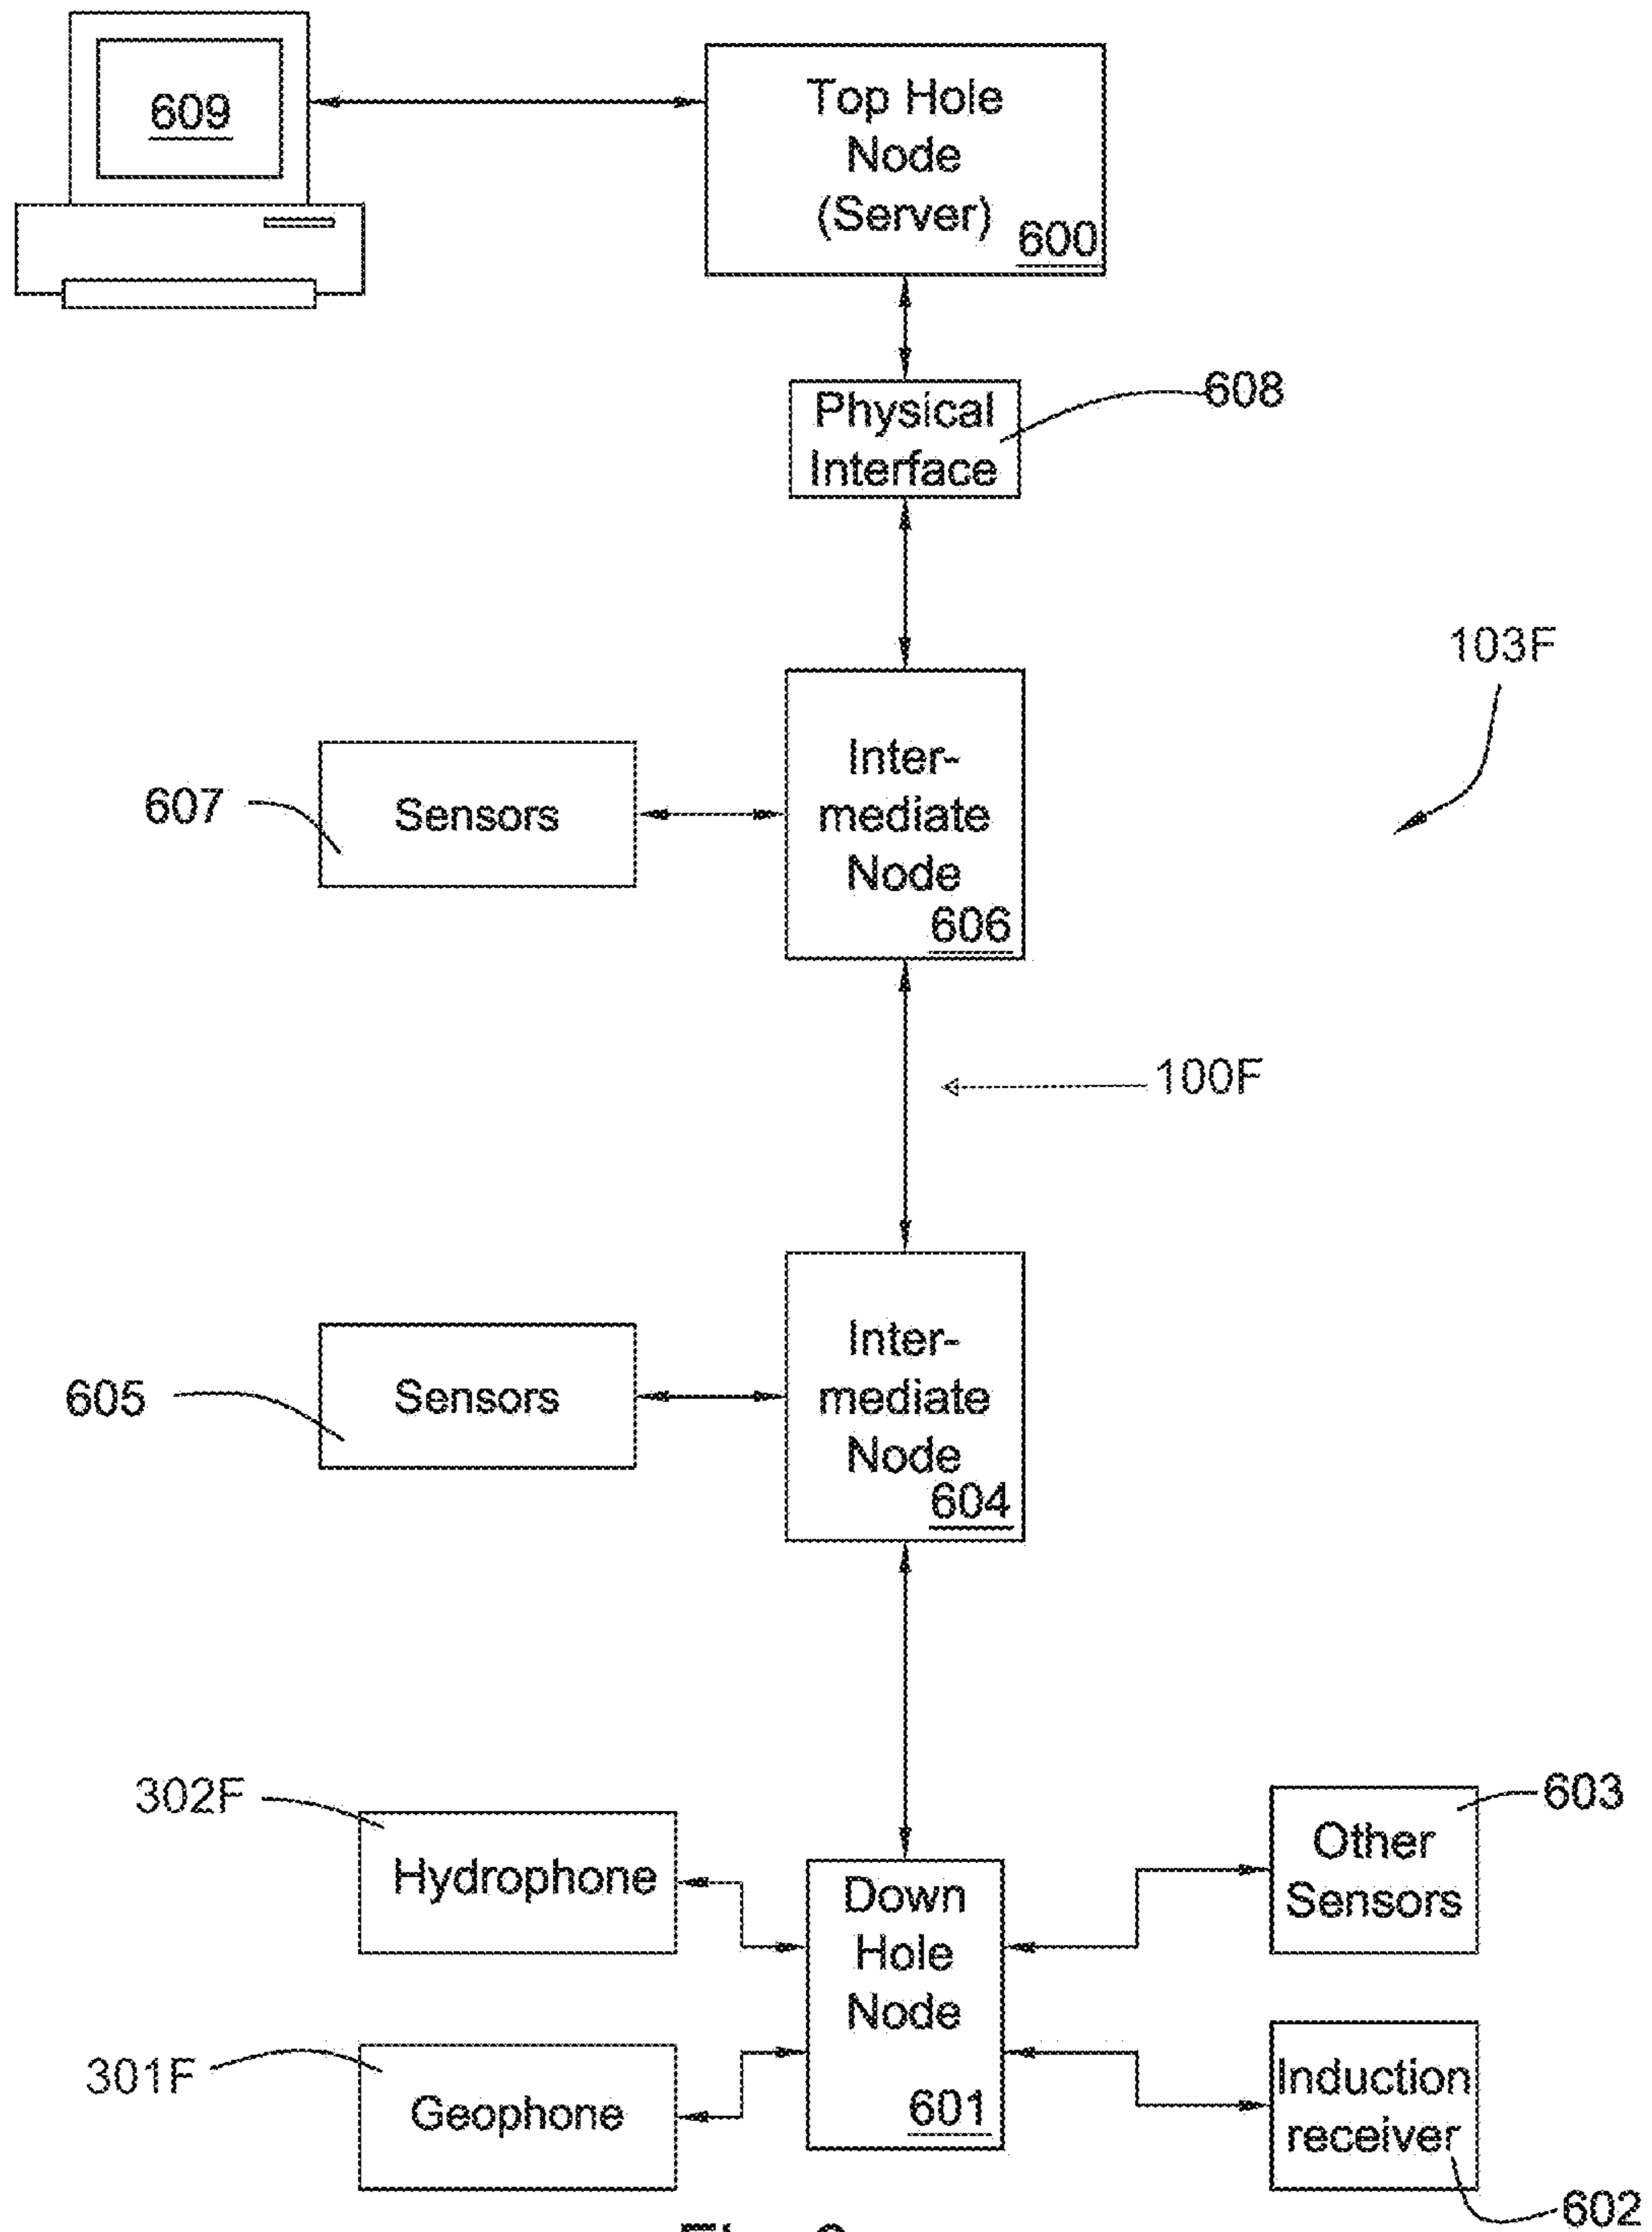 609
Top Hole
Node
(Server)
600
Physical
Interface
608
103F
Inter-
mediate
Node
606
Sensors
607
100F
Inter-
mediate
Node
604
Sensors
605
302F
Hydrophone
Down
Hole
Node
601
603
Other
Sensors
301F
Geophone
Induction
receiver
602